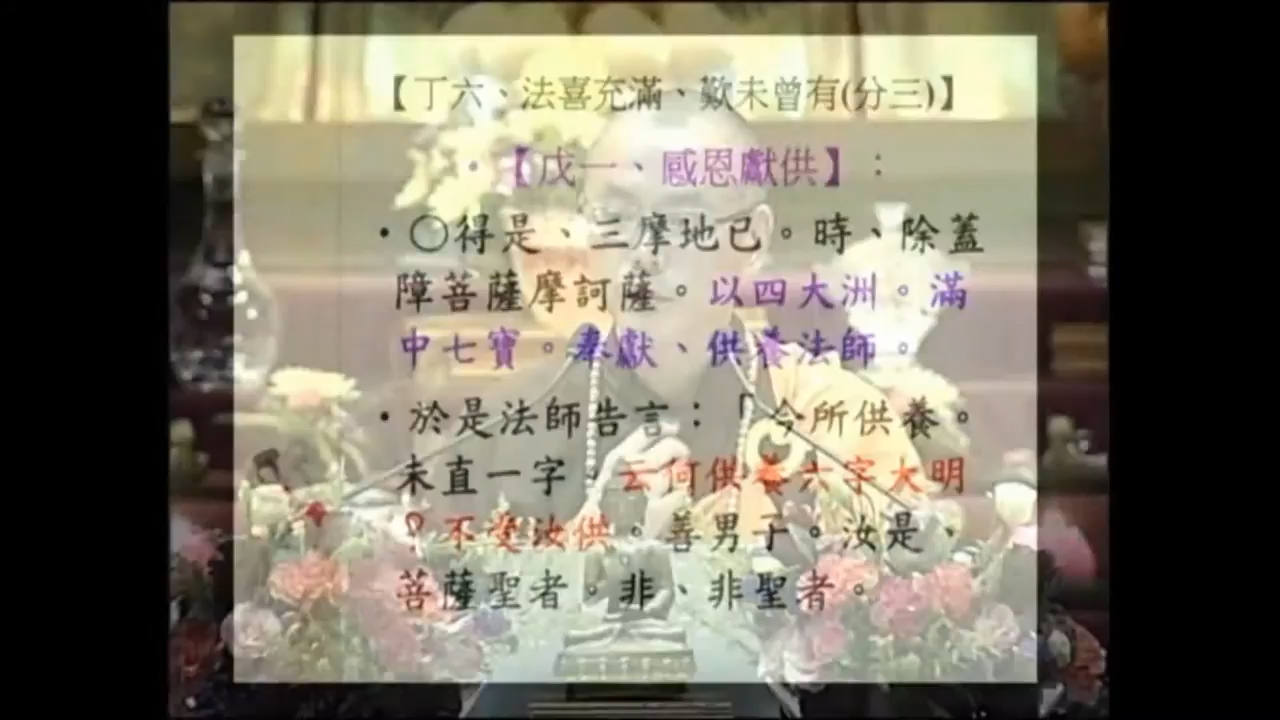 【丁六、法喜充滿、歎未曾有(分三)】
•【戊一、感恩獻供】：
•○得是、三摩地已。時、除蓋
障菩薩摩訶薩。以四大洲。滿
中七寶。奉獻、供養法師。
•於是法師告言：「今所供養。
未直一字。云何供養六字大明
？不受汝供。善男子。汝是、
菩薩聖者。非、非聖者。